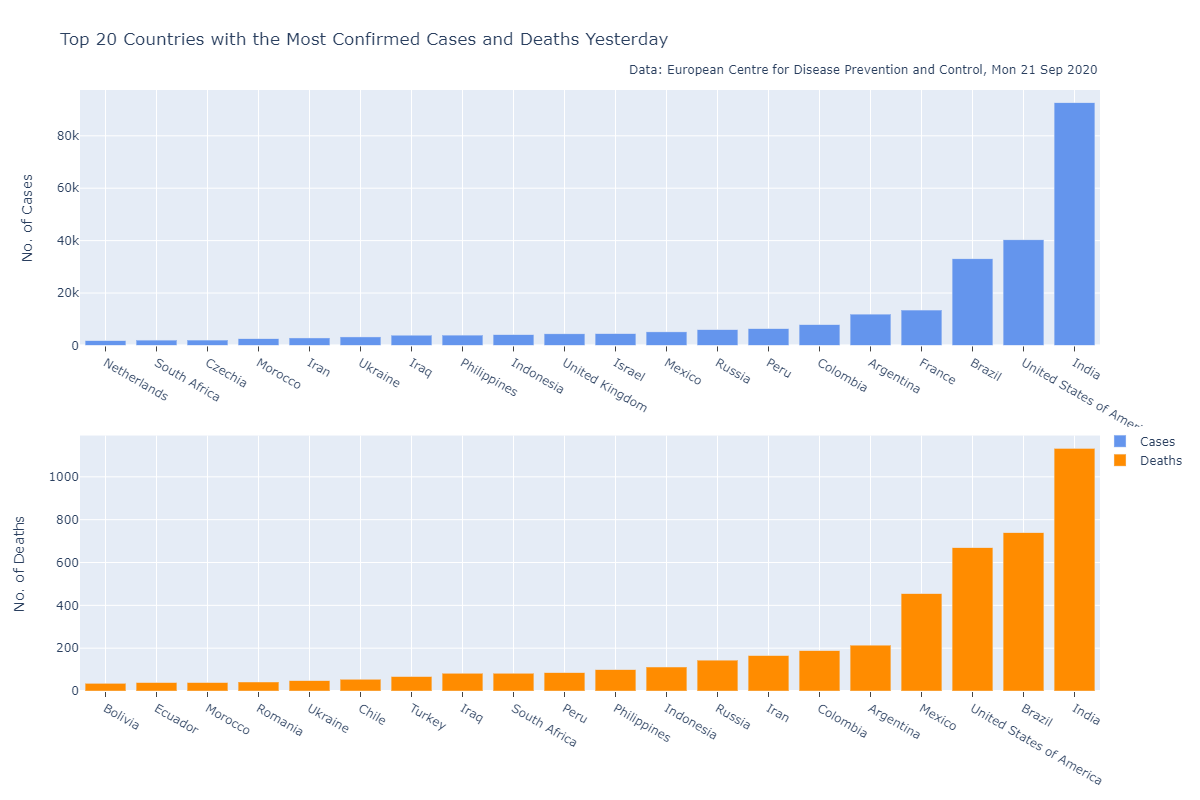 Top 20 Countries with the Most Confirmed Cases and Deaths Yesterday
Data: European Centre for Disease Prevention and Control, Mon 21 Sep 2020
No. of Cases
80k
60k
40k
20k
0
Netherlands
South Africa
Czechia
Morocco
Iran
Ukraine
Iraq
Philippines
Indonesia
United Kingdom
Israel
Mexico
Russia
Peru
Colombia
Argentina
France
Brazil
United States of
India
Cases
Deaths
No. of Deaths
1000
800
600
400
200
0
Bolivia
Ecuador
Morocco
Romania
Ukraine
Chile
Turkey
Iraq
South Africa
Peru
Philippines
Indonesia
Russia
Iran
Colombia
Argentina
Mexico
United States of America
Brazil
India